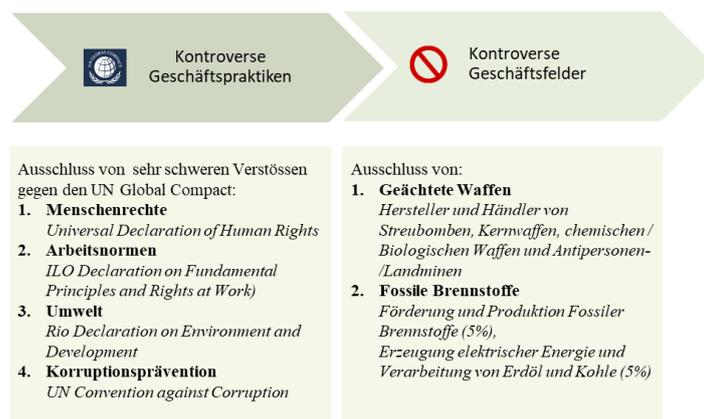 Kontroverse
Geschäftspraktiken
Kontroverse
Geschäftsfelder
Ausschluss von sehr schweren Verstössen
gegen den UN Global Compact:
1. Menschenrechte
Universal Declaration of Human Rights
2. Arbeitsnormen
ILO Declaration on Fundamental
Principles and Rights at Work)
3. Umwelt
Rio Declaration on Environment and
Development
4. Korruptionsprävention
UN Convention against Corruption
Ausschluss von:
1. Geächtete Waffen
Hersteller und Händler von
Streubomben, Kernwaffen, chemischen /
Biologischen Waffen und Antipersonen-
/Landminen
2. Fossile Brennstoffe
Förderung und Produktion Fossiler
Brennstoffe (5%),
Erzeugung elektrischer Energie und
Verarbeitung von Erdöl und Kohle (5%)